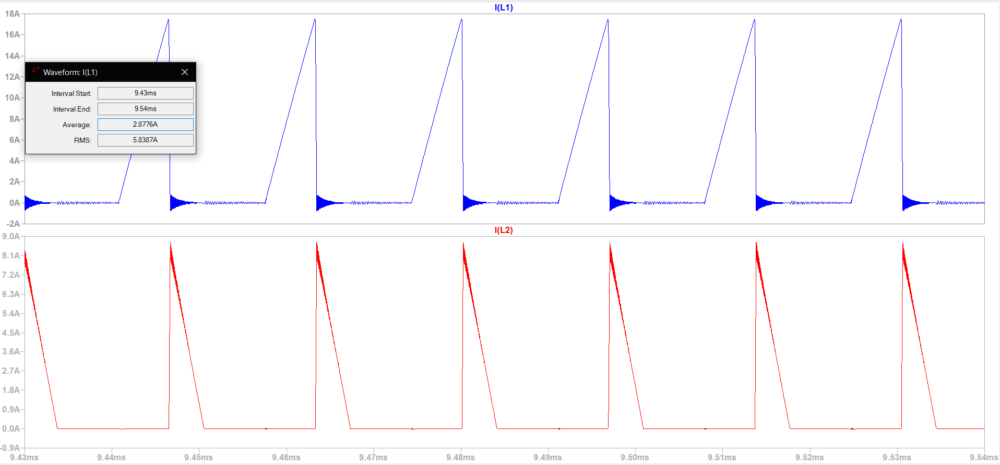 I(L1)
18A
16A
14A
12A
10A
8A
6A
4A
2A
0A
-2A
Waveform: I(L1)
Interval Start: 9.43ms
Interval End: 9.54ms
Average: 2.8776A
RMS: 5.8387A
I(L2)
9.0A
8.1A
7.2A
6.3A
5.4A
4.5A
3.6A
2.7A
1.8A
0.9A
0.0A
-0.9A
9.43ms 9.44ms 9.45ms 9.46ms 9.47ms 9.48ms 9.49ms 9.50ms 9.51ms 9.52ms 9.53ms 9.54ms